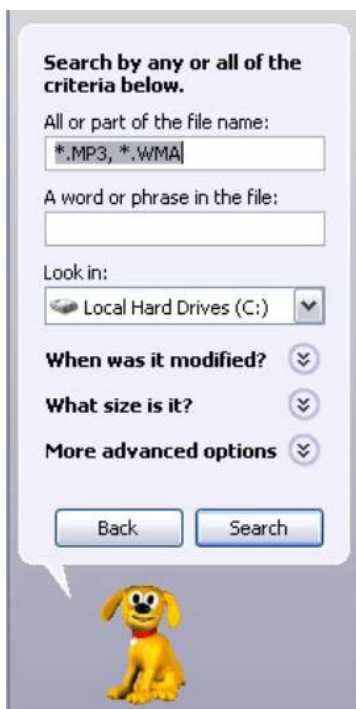 Search by any or all of the
criteria below.
All or part of the file name:
*.MP3, *.WMA
A word or phrase in the file:
Look in:
Local Hard Drives (C:)
When was it modified?
What size is it?
More advanced options
Back
Search